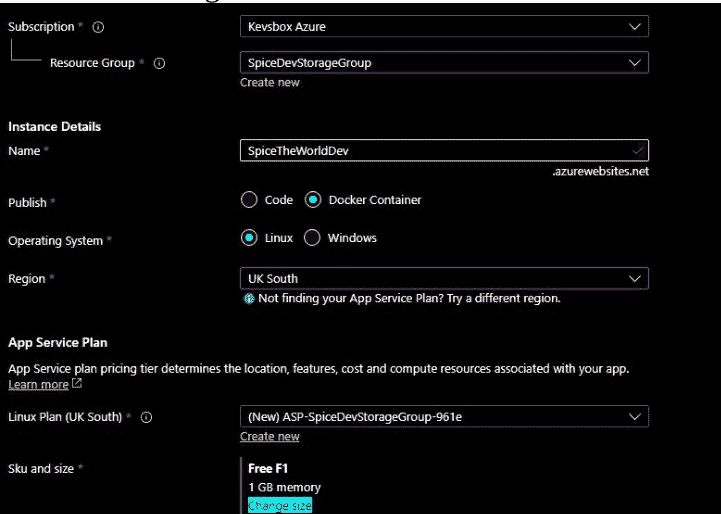 Subscription * Kevsbox Azure
Resource Group * SpiceDevStorageGroup
Create new
Instance Details
Name * SpiceTheWorldDev
.azurewebsites.net
Publish * Code Docker Container
Operating System * Linux Windows
Region * UK South
Not finding your App Service Plan? Try a different region.
App Service Plan
App Service plan pricing tier determines the location, features, cost and compute resources associated with your app.
Learn more
Linux Plan (UK South) * (New) ASP-SpiceDevStorageGroup-961e
Create new
Sku and size * Free F1
1 GB memory
Change size